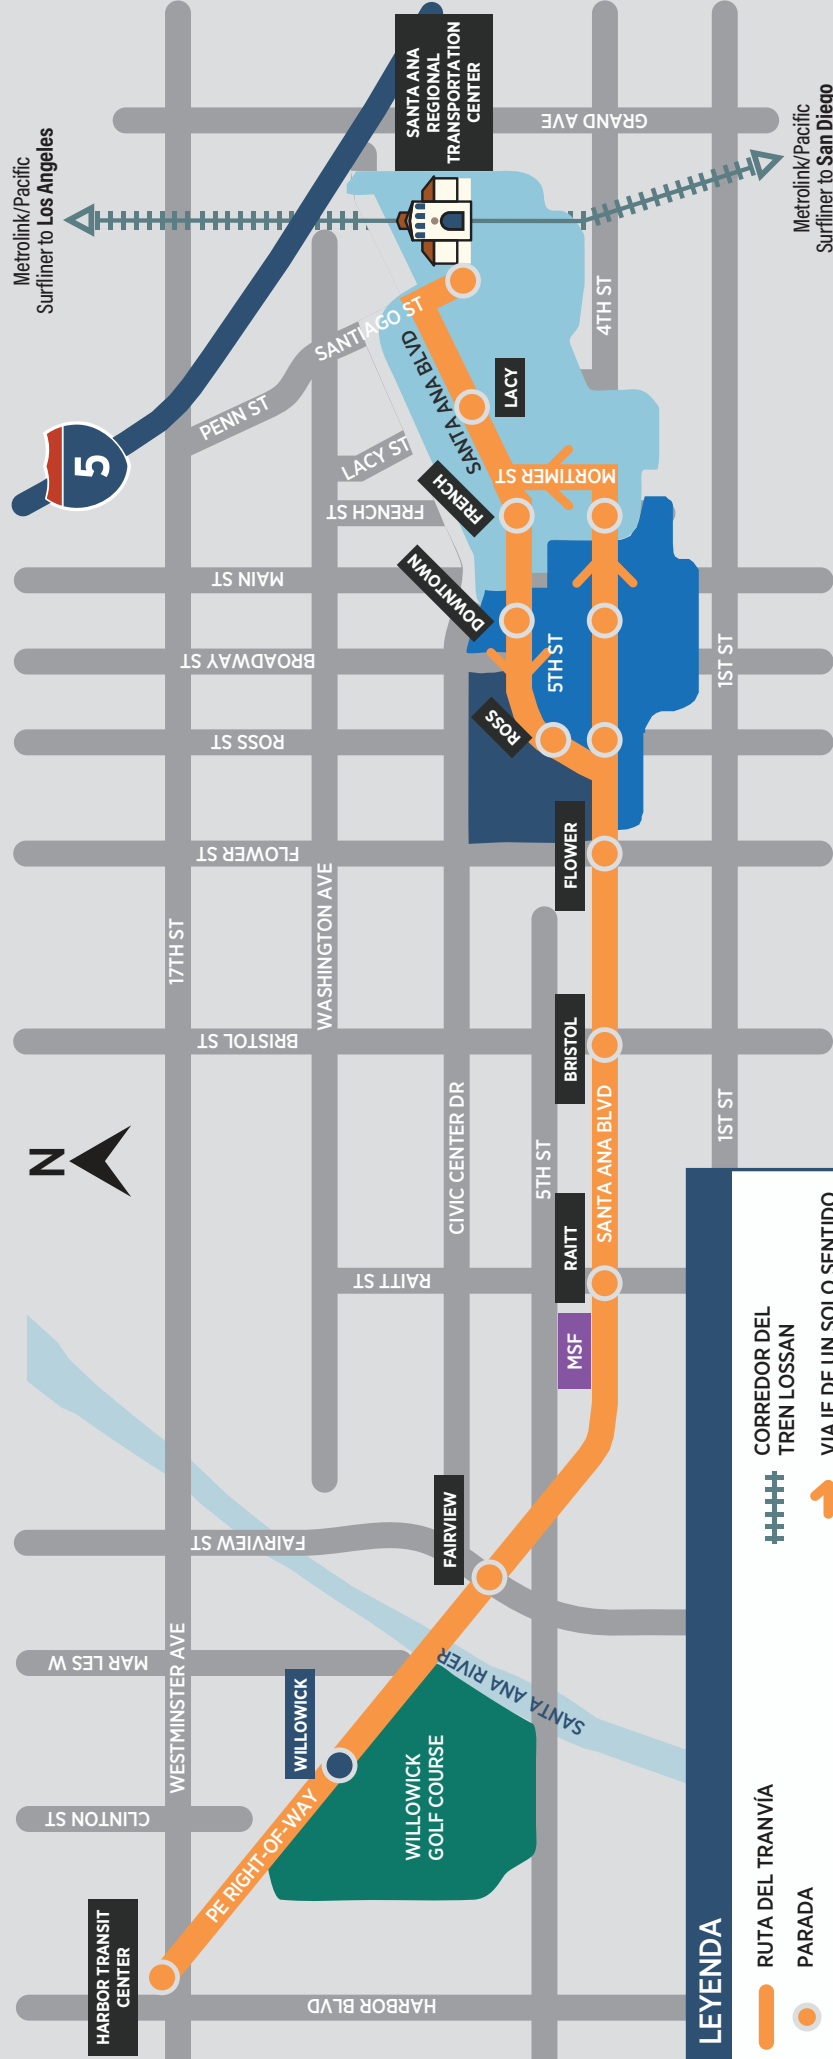 HARBOR TRANSIT
CENTER
HARBOR BLVD
CLINTON ST
WESTMINSTER AVE
PE RIGHT-OF-WAY
WILLOWICK
WILLOWICK
GOLF COURSE
MAR LES W
SANTA ANA RIVER
FAIRVIEW ST
FAIRVIEW
MSF
RAITT ST
RAITT
N
5TH ST
CIVIC CENTER DR
SANTA ANA BLVD
1ST ST
BRISTOL ST
BRISTOL
17TH ST
WASHINGTON AVE
FLOWER ST
FLOWER
ROSS ST
ROSS
BROADWAY ST
5TH ST
1ST ST
MAIN ST
DOWNTOWN
FRENCH ST
FRENCH
MORTIMER ST
LACY ST
LACY
SANTA ANA BLVD
PENN ST
SANTIAGO ST
5
4TH ST
Metrolink/Pacific
Surfliner to Los Angeles
SANTA ANA
REGIONAL
TRANSPORTATION
CENTER
GRAND AVE
Metrolink/Pacific
Surfliner to San Diego
LEYENDA
RUTA DEL TRANVÍA
PARADA
CORREDOR DEL
TREN LOSSAN
VIAJE DE UN SOLO SENTIDO